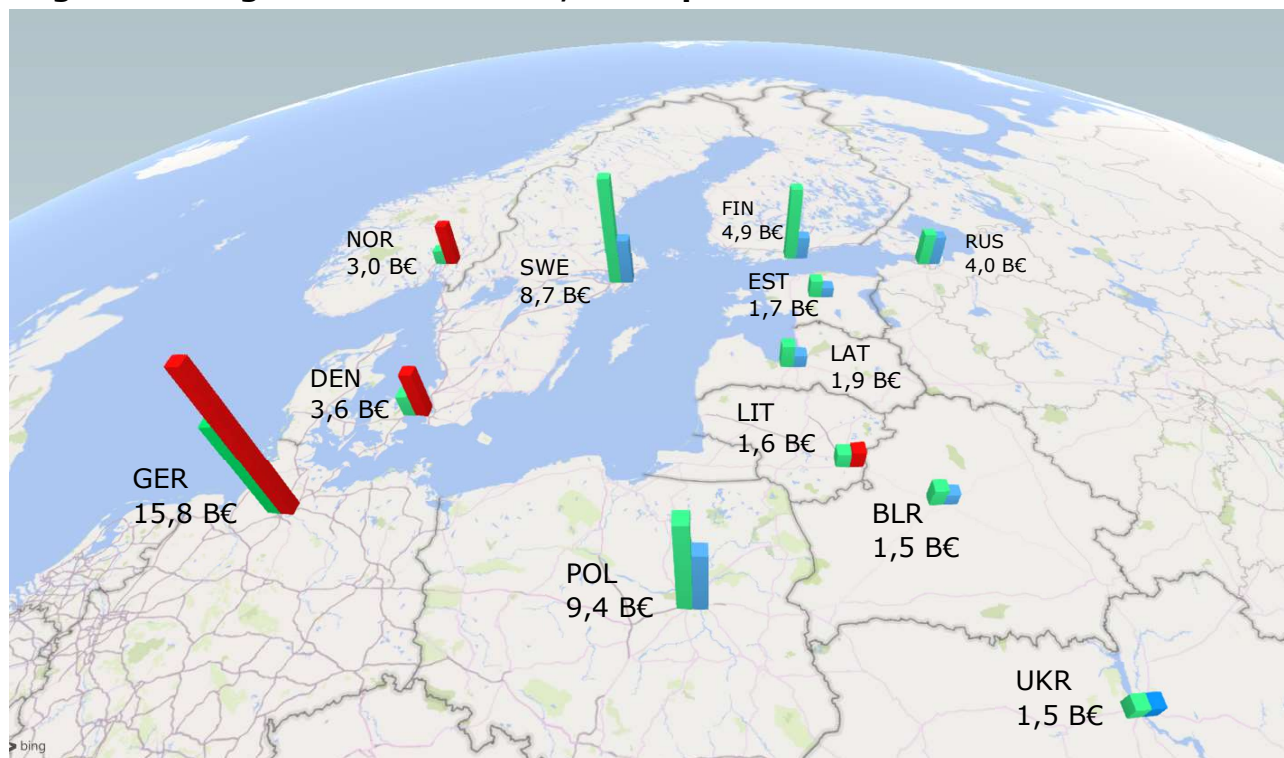 NOR
3,0 B€
SWE
8,7 B€
FIN
4,9 B€
RUS
4,0 B€
EST
1,7 B€
DEN
3,6 B€
LAT
1,9 B€
LIT
1,6 B€
GER
15,8 B€
BLR
1,5 B€
POL
9,4 B€
UKR
1,5 B€
bing